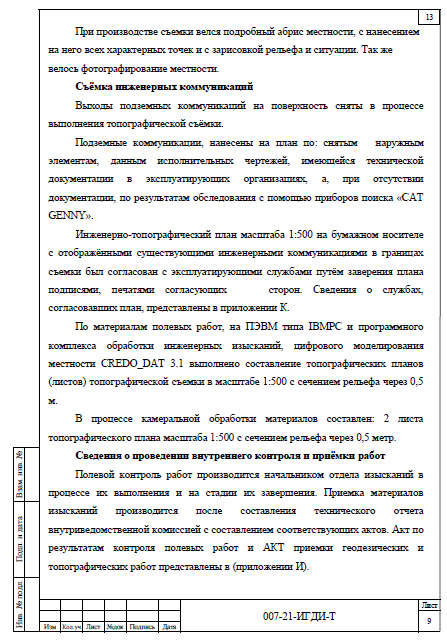 13
При производстве съемки велся подробный абрис местности, с нанесением
на него всех характерных точек и с зарисовкой рельефа и ситуации. Так же
велось фотографирование местности.
Съёмка инженерных коммуникаций
Выходы подземных коммуникаций на поверхность сняты в процессе
выполнения топографической съёмки.
Подземные коммуникации, нанесены на план по: снятым наружным
элементам, данным исполнительных чертежей, имеющейся технической
документации в эксплуатирующих организациях, а, при отсутствии
документации, по результатам обследования с помощью приборов поиска «CAT
GENNY».
Инженерно-топографический план масштаба 1:500 на бумажном носителе
с отображёнными существующими инженерными коммуникациями в границах
съемки был согласован с эксплуатирующими службами путём заверения плана
подписями, печатями согласующих сторон. Сведения о службах,
согласовавших план, представлены в приложении К.
По материалам полевых работ, на ПЭВМ типа IBMPC и программного
комплекса обработки инженерных изысканий, цифрового моделирования
местности CREDO_DAT 3.1 выполнено составление топографических планов
(листов) топографической съемки в масштабе 1:500 с сечением рельефа через 0,5
м.
В процессе камеральной обработки материалов составлен: 2 листа
топографического плана масштаба 1:500 с сечением рельефа через 0,5 метр.
Сведения о проведении внутреннего контроля и приёмки работ
Полевой контроль работ производится начальником отдела изысканий в
процессе их выполнения и на стадии их завершения. Приемка материалов
изысканий производится после составления технического отчета
внутриведомственной комиссией с составлением соответствующих актов. Акт по
результатам контроля полевых работ и АКТ приемки геодезических и
топографических работ представлены в (приложении И).
Взам. инв. №
Подп. и дата
Инв. № подл.
Изм Кол.уч Лист №док Подпись Дата
007-21-ИГДИ-Т
Лист
9